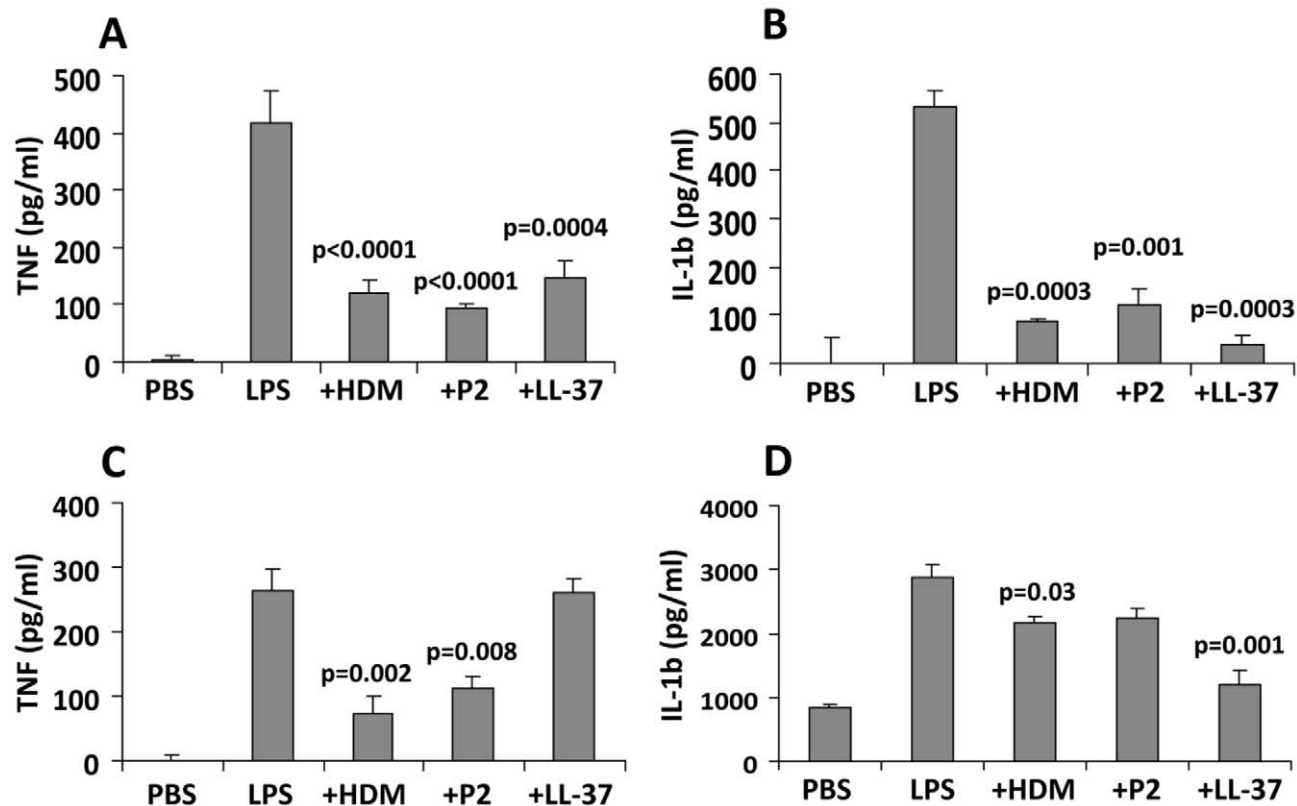 A
TNF (pg/ml)
500
400
300
200
100
0
p<0.0001
p<0.0001
p=0.0004
PBS LPS +HDM +P2 +LL-37
B
IL-1b (pg/ml)
600
500
400
300
200
100
0
p=0.0003
p=0.001
p=0.0003
PBS LPS +HDM +P2 +LL-37
C
TNF (pg/ml)
400
300
200
100
0
p=0.002
p=0.008
PBS LPS +HDM +P2 +LL-37
D
IL-1b (pg/ml)
4000
3000
2000
1000
0
p=0.03
p=0.001
PBS LPS +HDM +P2 +LL-37